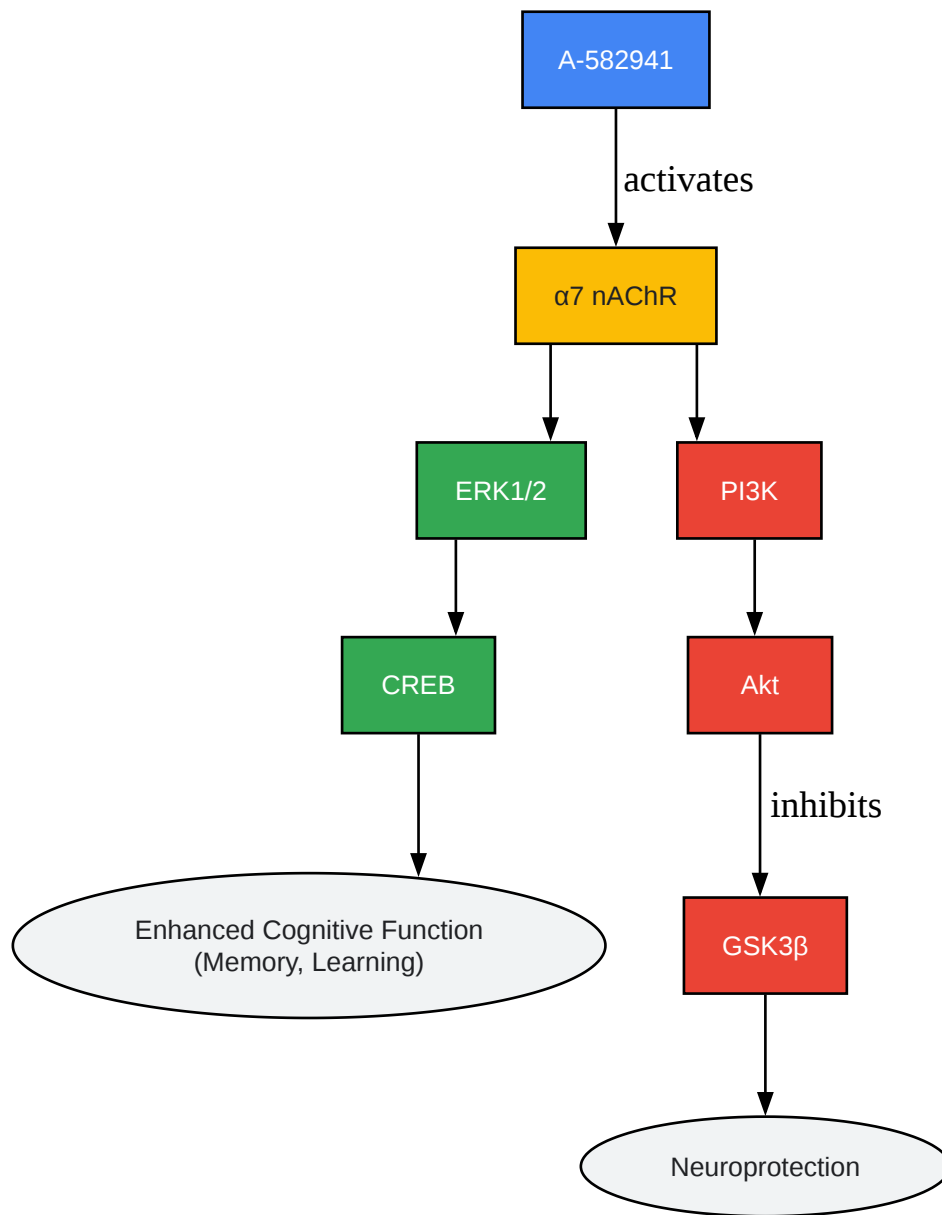 A-582941
activates
α7 nAChR
ERK1/2
PI3K
CREB
Akt
inhibits
Enhanced Cognitive Function
(Memory, Learning)
GSK3β
Neuroprotection